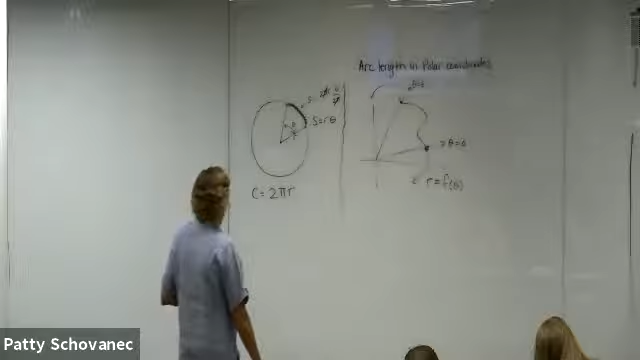 Arc length in Polar coordinates
S = rθ
C = 2πr
r = f(θ)
Patty Schovanec